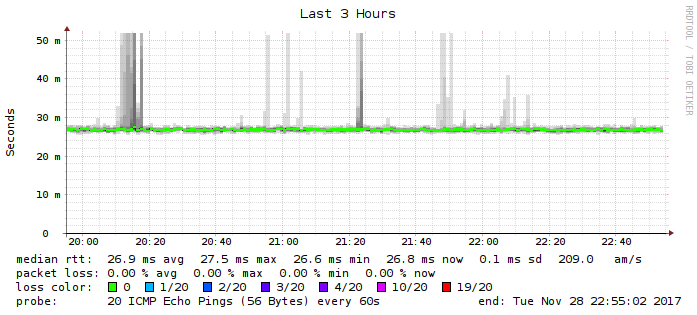 Last 3 Hours
RRDTOOL / TOBI OETIKER
Seconds
50 m
40 m
30 m
20 m
10 m
0
20:00 20:20 20:40 21:00 21:20 21:40 22:00 22:20 22:40
median rtt: 26.9 ms avg 27.5 ms max 26.6 ms min 26.8 ms now 0.1 ms sd 209.0 am/s
packet loss: 0.00 % avg 0.00 % max 0.00 % min 0.00 % now
loss color: 0 1/20 2/20 3/20 4/20 10/20 19/20
probe: 20 ICMP Echo Pings (56 Bytes) every 60s end: Tue Nov 28 22:55:02 2017